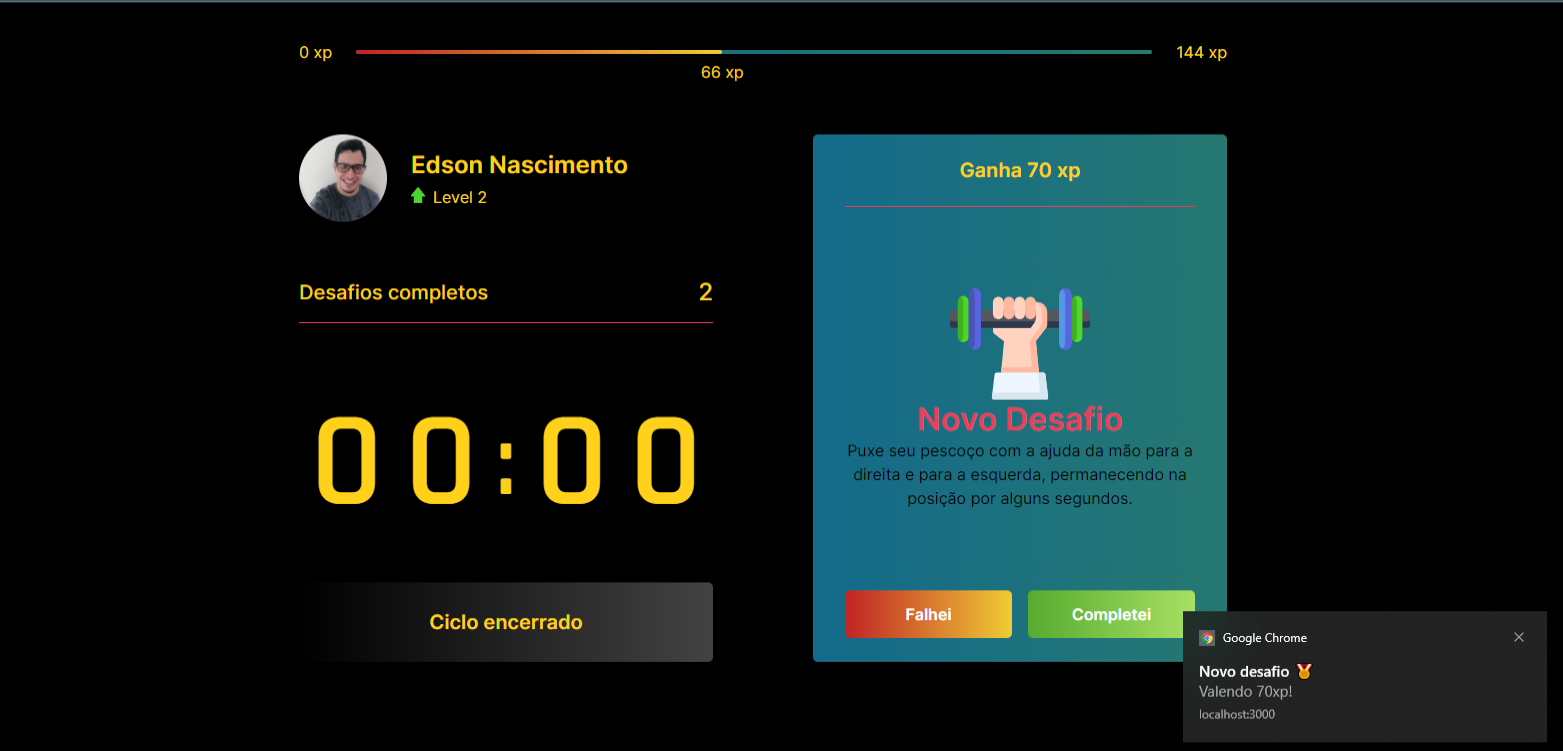 0 xp
144 xp
66 xp
Edson Nascimento
Level 2
Desafios completos
2
00:00
Ciclo encerrado
Ganha 70 xp
Novo Desafio
Puxe seu pescoço com a ajuda da mão para a
direita e para a esquerda, permanecendo na
posição por alguns segundos.
Falhei
Completei
Google Chrome
Novo desafio 🏅
Valendo 70xp!
localhost:3000